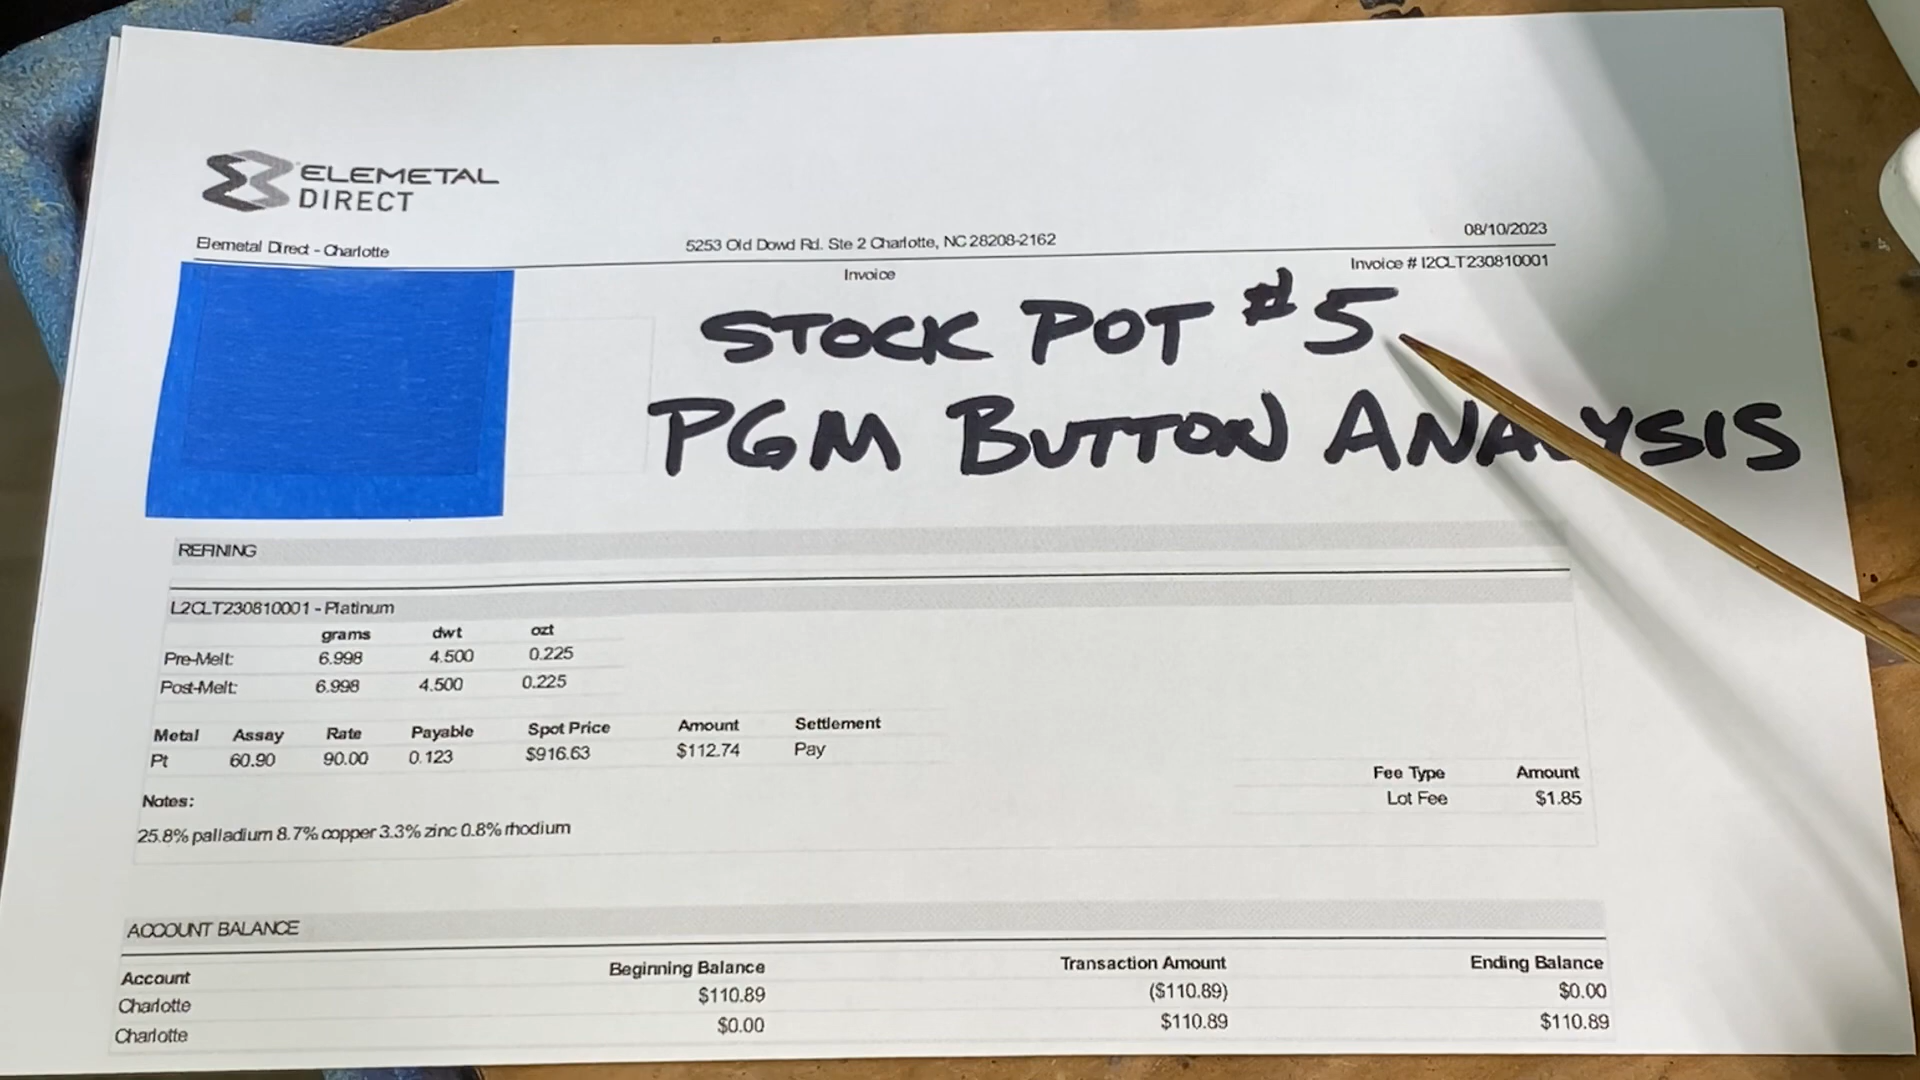 ELEMETAL
DIRECT
Elemetal Direct - Charlotte
5253 Old Dowd Rd. Ste 2 Charlotte, NC 28208-2162
08/10/2023
Invoice
Invoice # I2CLT230810001
STOCK POT #5
PGM BUTTON ANALYSIS
REFINING
L2CLT230810001 - Platinum
grams dwt ozt
Pre-Melt: 6.998 4.500 0.225
Post-Melt: 6.998 4.500 0.225
Metal Assay Rate Payable Spot Price Amount Settlement
Pt 60.90 90.00 0.123 $916.63 $112.74 Pay
Fee Type Amount
Lot Fee $1.85
Notes:
25.8% palladium 8.7% copper 3.3% zinc 0.8% rhodium
ACCOUNT BALANCE
Account Beginning Balance Transaction Amount Ending Balance
Charlotte $110.89 ($110.89) $0.00
Charlotte $0.00 $110.89 $110.89